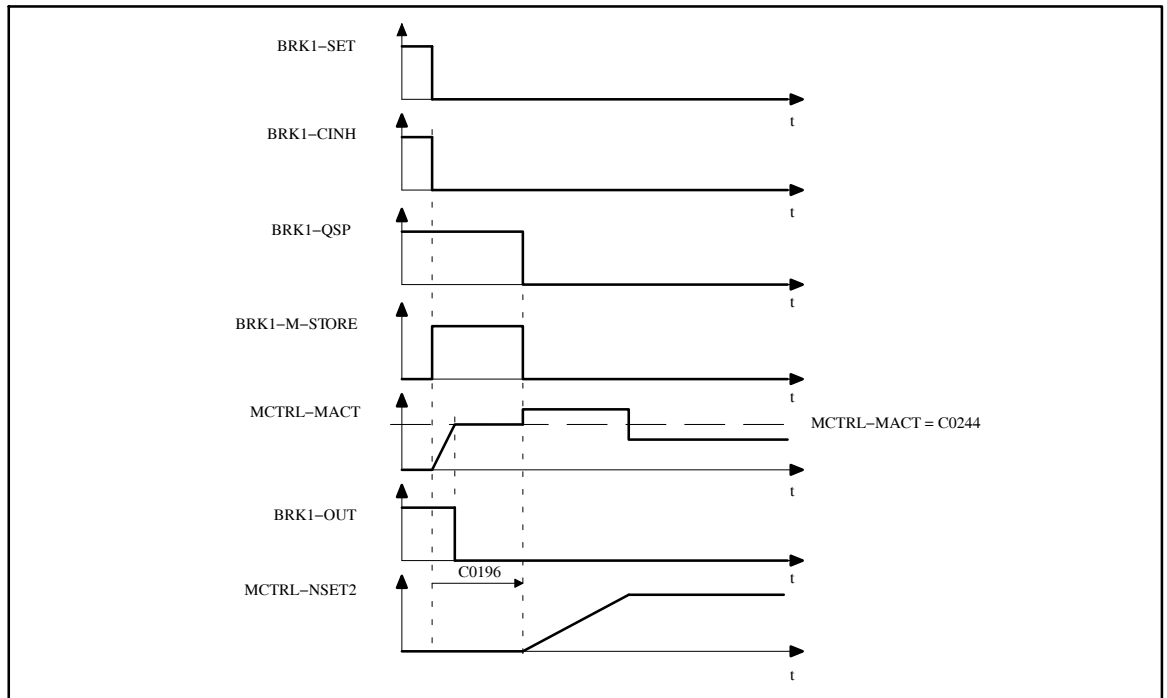 BRK1−SET
t
BRK1−CINH
t
BRK1−QSP
t
BRK1−M−STORE
t
MCTRL−MACT
MCTRL−MACT = C0244
t
BRK1−OUT
t
C0196
MCTRL−NSET2
t